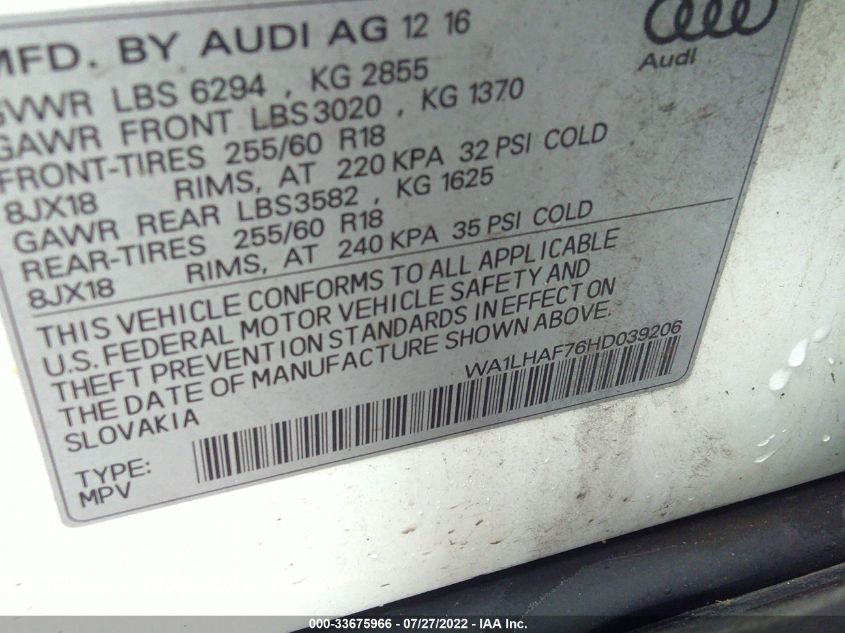 MFD. BY AUDI AG 12 16
Audi
GVWR LBS 6294 , KG 2855
GAWR FRONT LBS3020 , KG 1370
FRONT-TIRES 255/60 R18
8JX18 RIMS, AT 220 KPA 32 PSI COLD
GAWR REAR LBS3582 , KG 1625
REAR-TIRES 255/60 R18
8JX18 RIMS, AT 240 KPA 35 PSI COLD
THIS VEHICLE CONFORMS TO ALL APPLICABLE
U.S. FEDERAL MOTOR VEHICLE SAFETY AND
THEFT PREVENTION STANDARDS IN EFFECT ON
THE DATE OF MANUFACTURE SHOWN ABOVE.
SLOVAKIA
WA1LHAF76HD039206
TYPE:
MPV
000-33675966 - 07/27/2022 - IAA Inc.